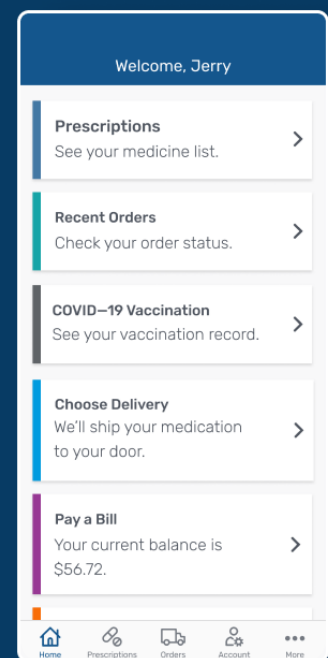 Welcome, Jerry
Prescriptions
See your medicine list.
Recent Orders
Check your order status.
COVID—19 Vaccination
See your vaccination record.
Choose Delivery
We'll ship your medication
to your door.
Pay a Bill
Your current balance is
$56.72.
Home Prescriptions Orders Account More